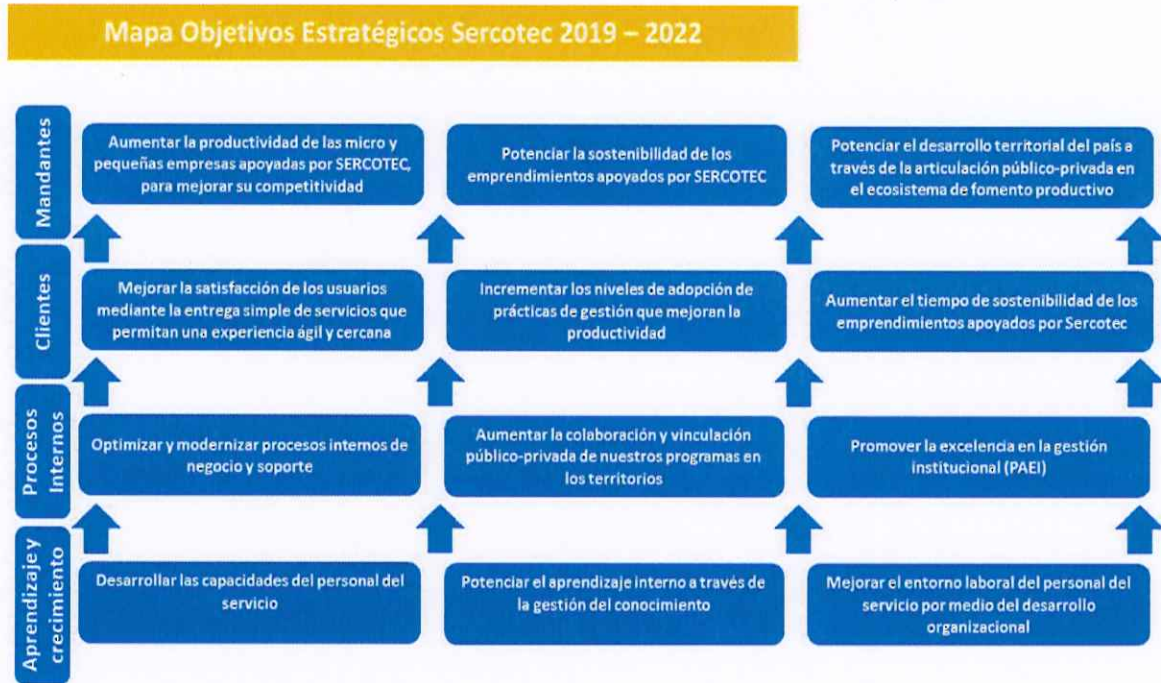 Mapa Objetivos Estratégicos Sercotec 2019 – 2022
Mandantes
Aumentar la productividad de las micro y
pequeñas empresas apoyadas por SERCOTEC,
para mejorar su competitividad
Potenciar la sostenibilidad de los
emprendimientos apoyados por SERCOTEC
Potenciar el desarrollo territorial del país a
través de la articulación público-privada en
el ecosistema de fomento productivo
Clientes
Mejorar la satisfacción de los usuarios
mediante la entrega simple de servicios que
permitan una experiencia ágil y cercana
Incrementar los niveles de adopción de
prácticas de gestión que mejoran la
productividad
Aumentar el tiempo de sostenibilidad de los
emprendimientos apoyados por Sercotec
Procesos
Internos
Optimizar y modernizar procesos internos de
negocio y soporte
Aumentar la colaboración y vinculación
público-privada de nuestros programas en
los territorios
Promover la excelencia en la gestión
institucional (PAEI)
Aprendizaje y
crecimiento
Desarrollar las capacidades del personal del
servicio
Potenciar el aprendizaje interno a través de
la gestión del conocimiento
Mejorar el entorno laboral del personal del
servicio por medio del desarrollo
organizacional